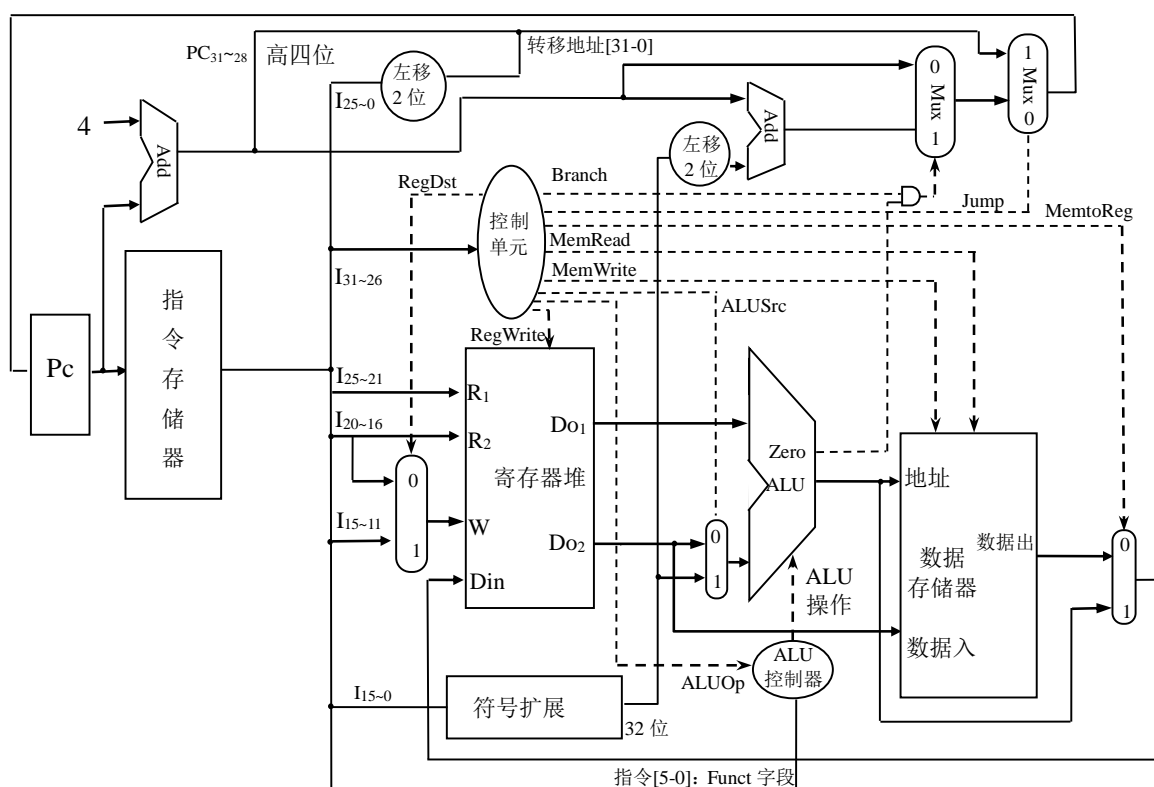 PC31~28 高四位
转移地址[31-0]
I25~0
左移
2 位
4
Add
左移
2 位
Add
0
Mux
1
1
Mux
0
RegDst
控制
单元
Branch
Jump
MemtoReg
MemRead
MemWrite
ALUSrc
RegWrite
I31~26
指
令
存
储
器
Pc
I25~21
R1
I20~16
R2
0
1
I15~11
W
Din
寄存器堆
Do1
Do2
0
1
Zero
ALU
ALU
操作
ALU
控制器
ALUOp
地址
数据出
数据
存储器
数据入
0
1
I15~0
符号扩展
32 位
指令[5-0]: Funct 字段